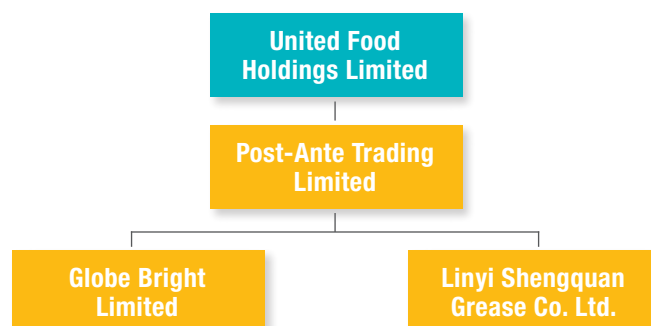 United Food
Holdings Limited
Post-Ante Trading
Limited
Globe Bright
Limited
Linyi Shengquan
Grease Co. Ltd.